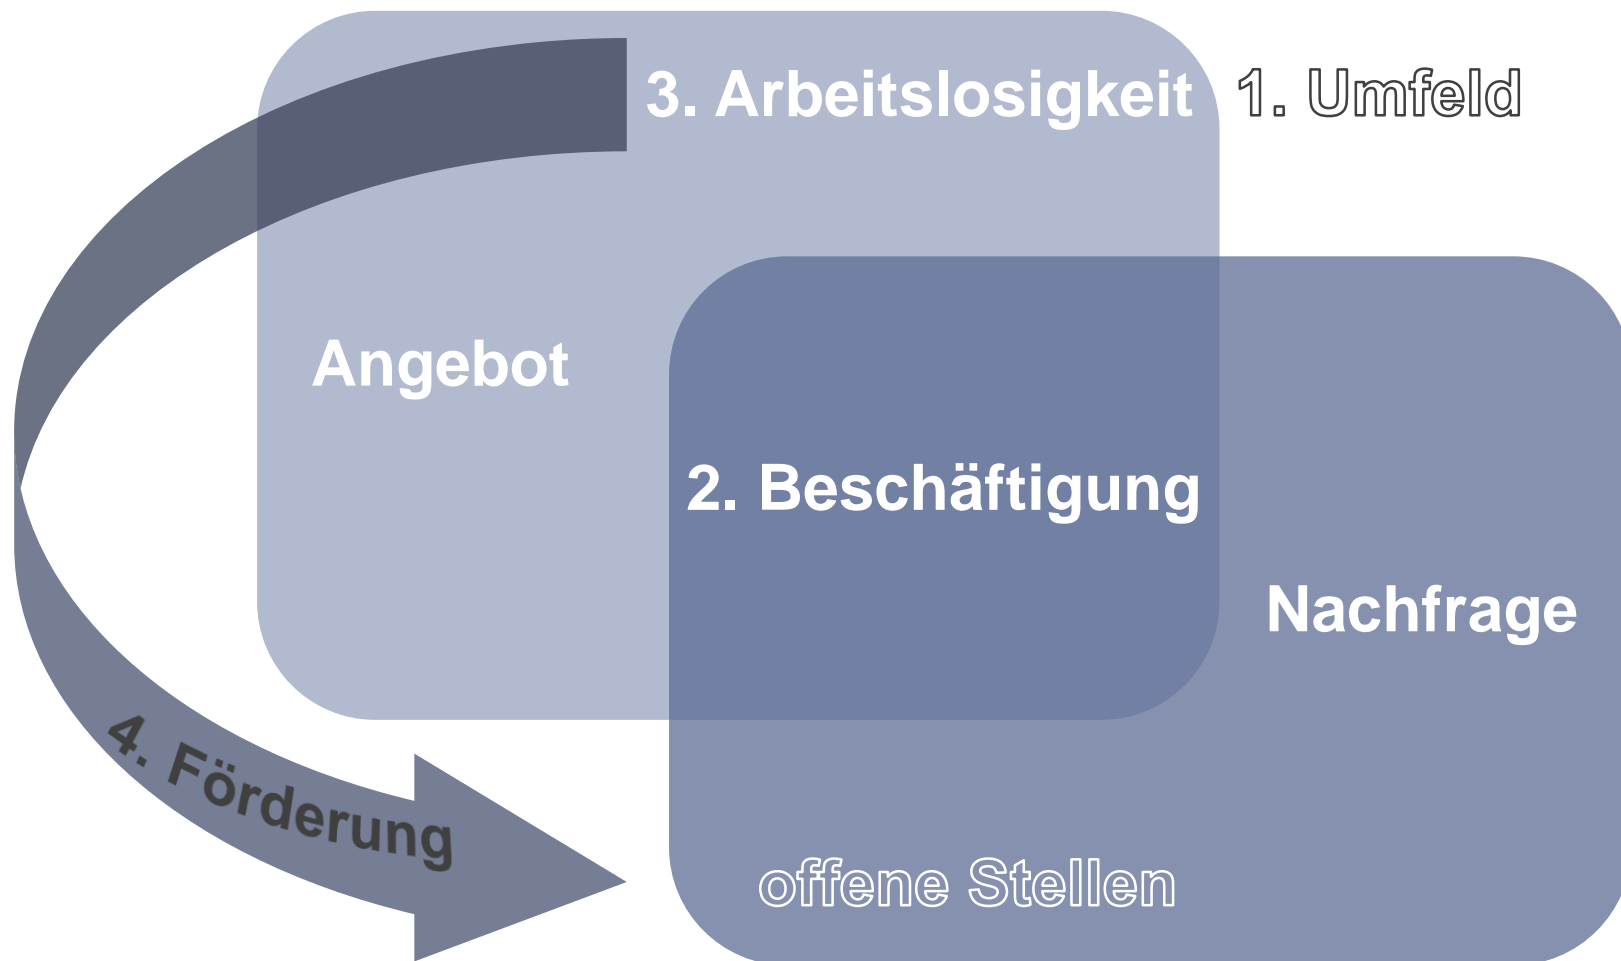 3. Arbeitslosigkeit
1. Umfeld
Angebot
2. Beschäftigung
Nachfrage
4. Förderung
offene Stellen